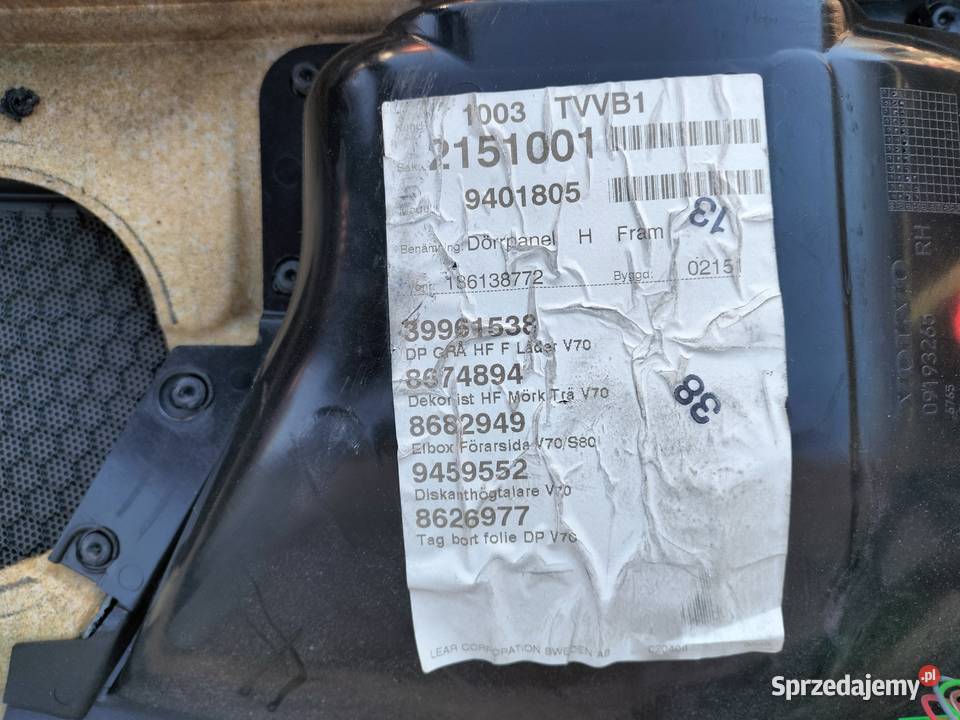 1003 TVVB1
2151001
9401805
13
Benämning: Dörrpanel H Fram
186138772 Byggd: 0215
39961538
DP GRÅ HF F Läder V70
8674894
Dekorlist HF Mörk Trä V70
38
8682949
Elbox Förarsida V70/S80
9459552
Diskanthögtalare V70
8626977
Tag bort folie DP V70
LEAR CORPORATION SWEDEN AB
VOLVO
09193265 RH
6765
Sprzedajemy.pl